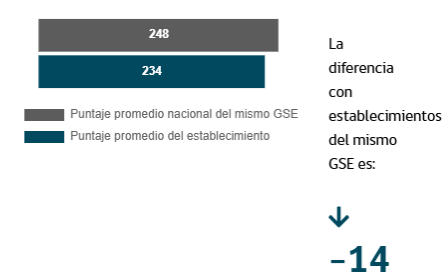 248
234
Puntaje promedio nacional del mismo GSE
Puntaje promedio del establecimiento
La
diferencia
con
establecimientos
del mismo
GSE es:
↓
-14